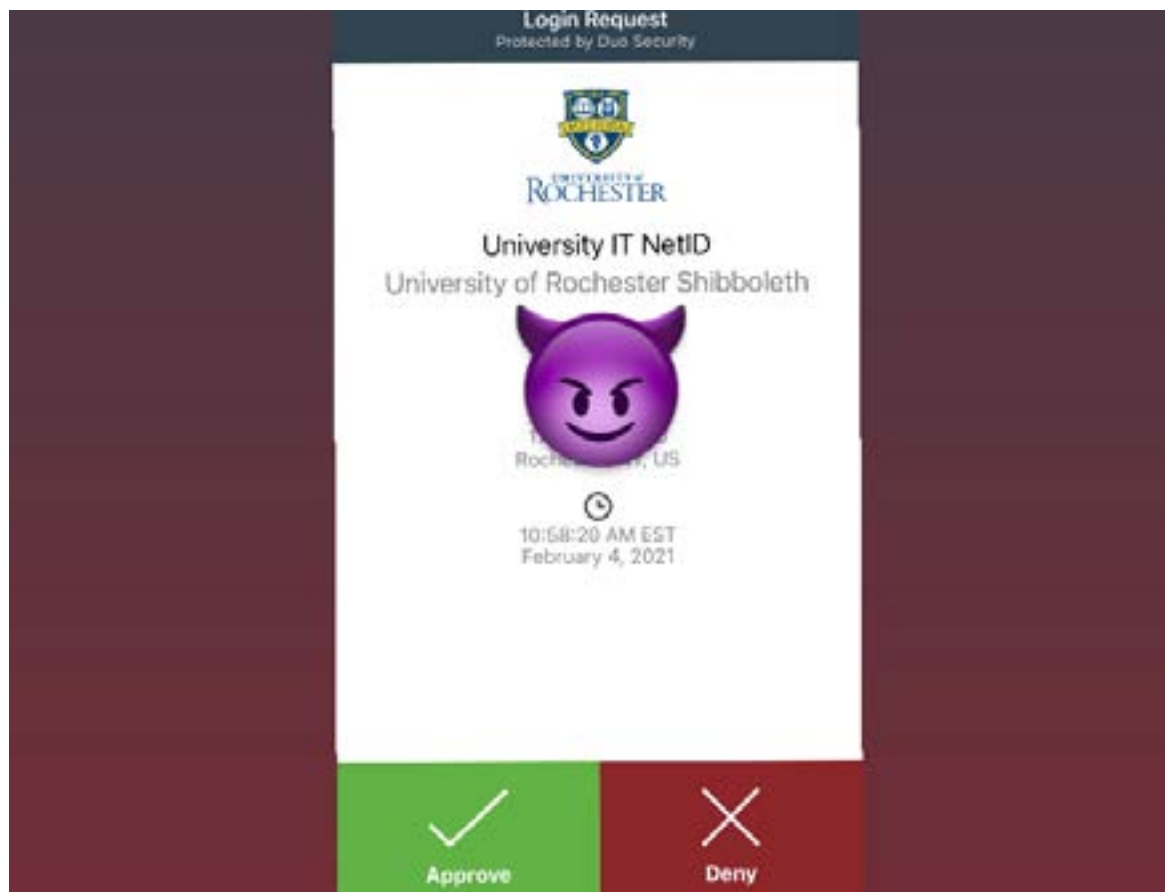 Login Request
Protected by Duo Security
UNIVERSITY of
ROCHESTER
University IT NetID
University of Rochester Shibboleth
US
10:58:20 AM EST
February 4, 2021
Approve
Deny